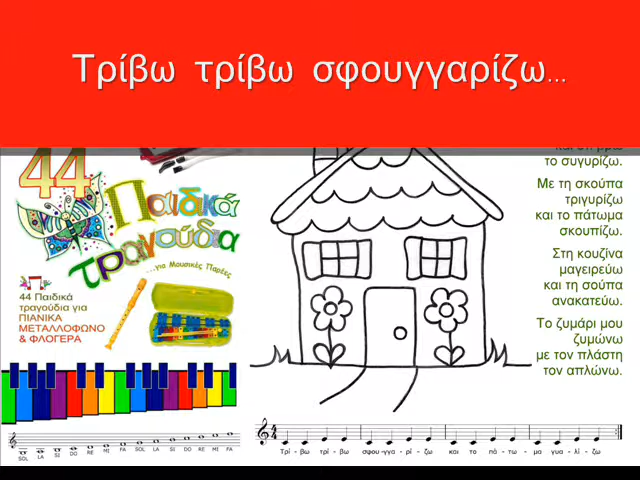 Τρίβω τρίβω σφουγγαρίζω...
το συγυρίζω.
Με τη σκούπα
τριγυρίζω
και το πάτωμα
σκουπίζω.
Στη κουζίνα
μαγειρεύω
και τη σούπα
ανακατεύω.
Το ζυμάρι μου
ζυμώνω
με τον πλάστη
τον απλώνω.
44
Παιδικά
τραγούδια
...για Μουσικές Παρέες
44 Παιδικά
τραγούδια για
ΠΙΑΝΙΚΑ
ΜΕΤΑΛΛΟΦΩΝΟ
& ΦΛΟΓΕΡΑ
SOL LA SI DO RE MI FA SOL LA SI DO RE MI FA
4
4
Τρί - βω τρί - βω σφου - γγα - ρί - ζω και το πά - τω - μα γυα - λί - ζω